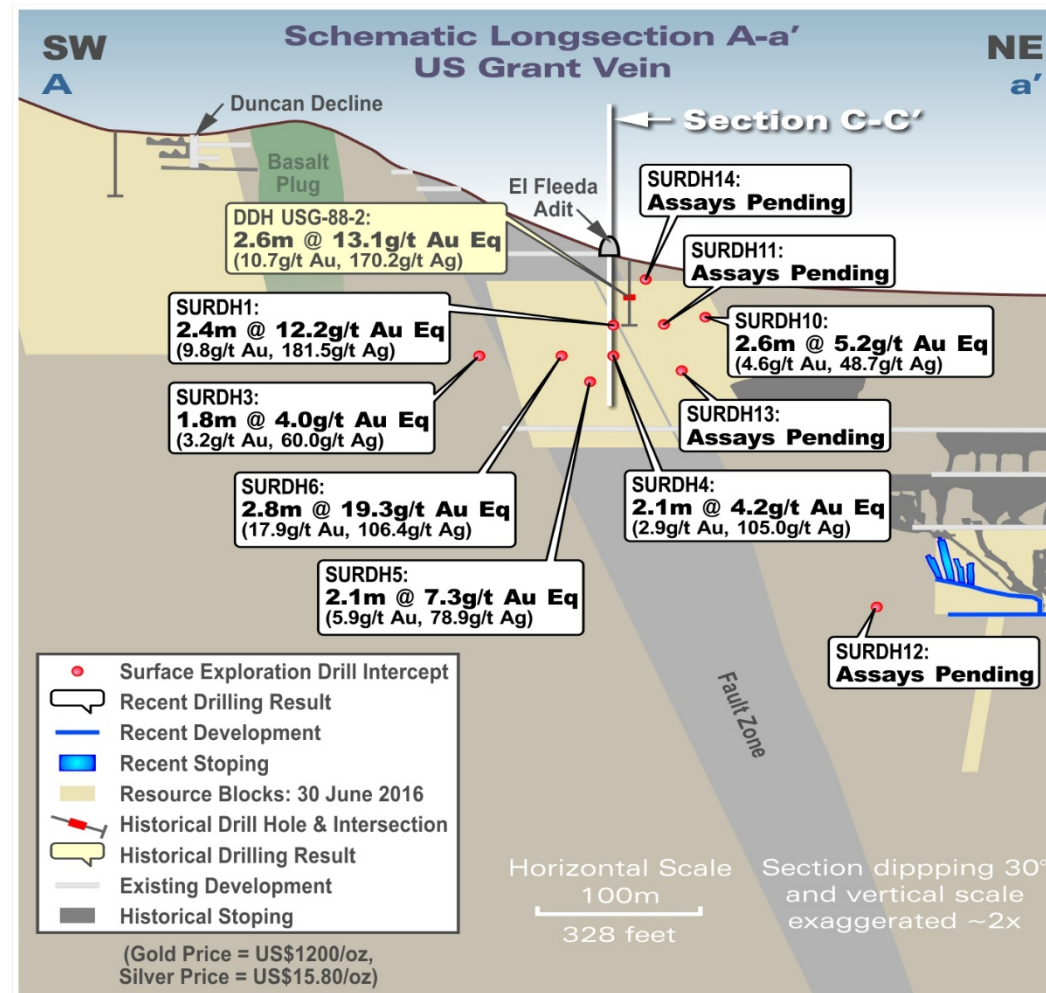 SW
A
Schematic Longsection A-a'
US Grant Vein
NE
a'
Duncan Decline
Section C-C'
Basalt
Plug
El Fleeda
Adit
SURDH14:
Assays Pending
DDH USG-88-2:
2.6m @ 13.1g/t Au Eq
(10.7g/t Au, 170.2g/t Ag)
SURDH11:
Assays Pending
SURDH1:
2.4m @ 12.2g/t Au Eq
(9.8g/t Au, 181.5g/t Ag)
SURDH10:
2.6m @ 5.2g/t Au Eq
(4.6g/t Au, 48.7g/t Ag)
SURDH3:
1.8m @ 4.0g/t Au Eq
(3.2g/t Au, 60.0g/t Ag)
SURDH13:
Assays Pending
SURDH6:
2.8m @ 19.3g/t Au Eq
(17.9g/t Au, 106.4g/t Ag)
SURDH4:
2.1m @ 4.2g/t Au Eq
(2.9g/t Au, 105.0g/t Ag)
SURDH5:
2.1m @ 7.3g/t Au Eq
(5.9g/t Au, 78.9g/t Ag)
SURDH12:
Assays Pending
Fault Zone
Surface Exploration Drill Intercept
Recent Drilling Result
Recent Development
Recent Stoping
Resource Blocks: 30 June 2016
Historical Drill Hole & Intersection
Historical Drilling Result
Existing Development
Historical Stoping
(Gold Price = US$1200/oz,
Silver Price = US$15.80/oz)
Horizontal Scale
100m
328 feet
Section dippping 30°
and vertical scale
exaggerated ~2x